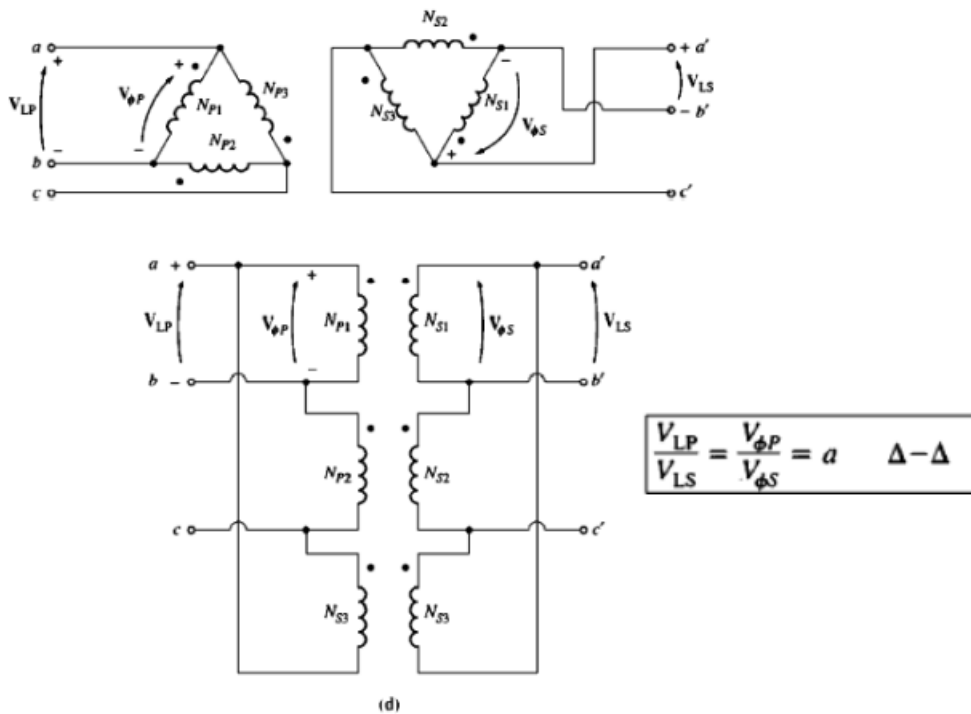 a
+
V_LP
−
b
c
+
V_ϕP
−
N_P1
N_P3
N_P2
N_S2
N_S3
N_S1
−
V_ϕS
+
+ a′
V_LS
− b′
c′
a +
V_LP
b −
c
+
V_ϕP
−
N_P1
N_S1
V_ϕS
a′
V_LS
b′
N_P2
N_S2
c′
N_S3
N_S3
V_LP / V_LS = V_ϕP / V_ϕS = a Δ−Δ
(d)